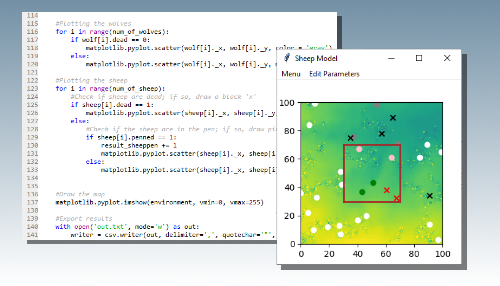 114
115 #Plotting the wolves
116 for i in range(num_of_wolves):
117 if wolf[i].dead == 0:
118 matplotlib.pyplot.scatter(wolf[i]._x, wolf[i]._y, color = 'gray')
119 else:
120 matplotlib.pyplot.scatter(wolf[i]._x, wolf[i]._y,
121
122 #Plotting the sheep
123 for i in range(num_of_sheep):
124 #Check if sheep are dead; if so, draw a black 'x'
125 if sheep[i].dead == 1:
126 matplotlib.pyplot.scatter(sheep[i]._x, sheep[i]._y,
127 else:
128 #Check if the sheep are in the pen; if so, draw pi
129 if sheep[i].penned == 1:
130 result_sheeppen += 1
131 matplotlib.pyplot.scatter(sheep[i]._x, sheep[i
132 else:
133 matplotlib.pyplot.scatter(sheep[i]._x, sheep[i
134
135
136 #Draw the map
137 matplotlib.pyplot.imshow(environment, vmin=0, vmax=255)
138
139 #Export results
140 with open('out.txt', mode='w') as out:
141 writer = csv.writer(out, delimiter=',', quotechar='"',
Sheep Model
Menu Edit Parameters
100
80
60
40
20
0
0 20 40 60 80 100